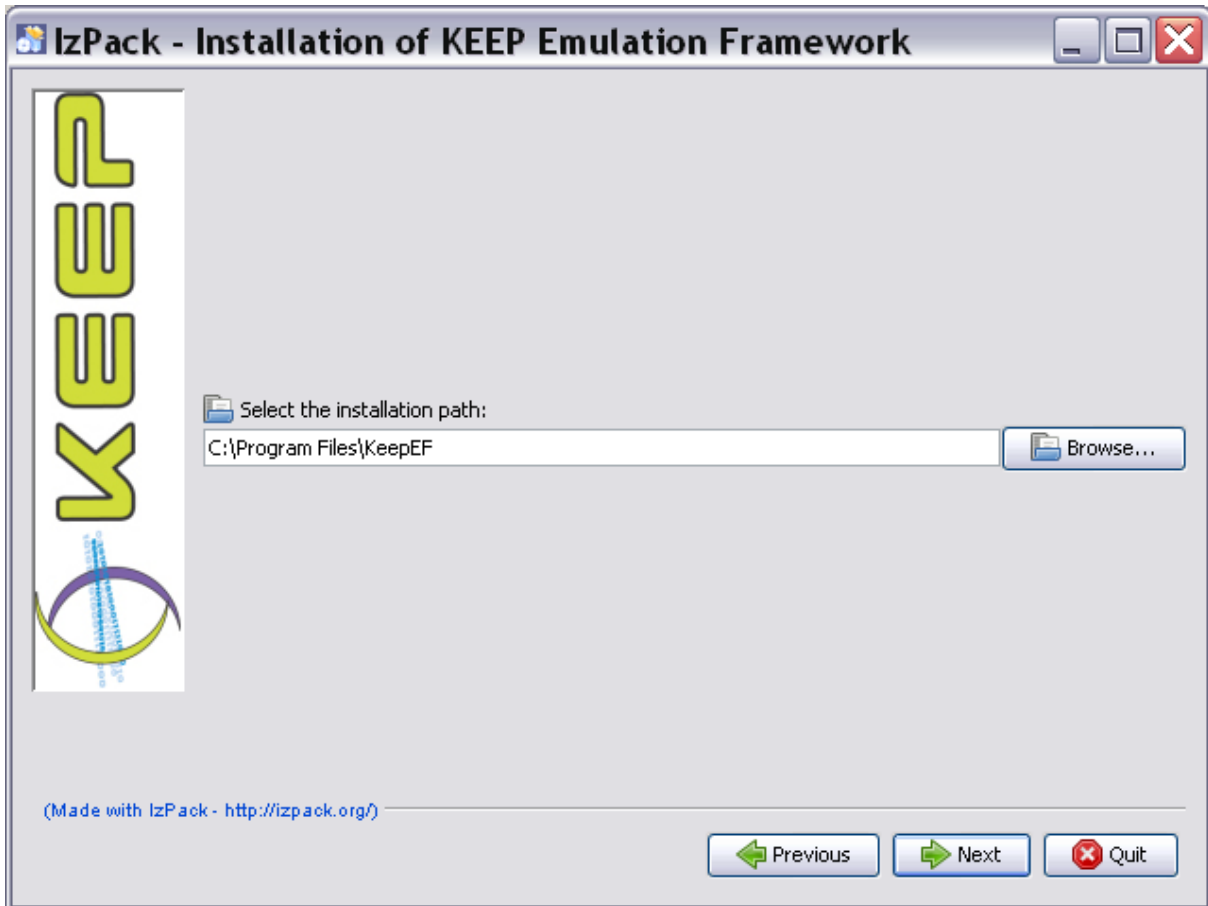 IzPack - Installation of KEEP Emulation Framework
KEEP
Select the installation path:
C:\Program Files\KeepEF
Browse...
(Made with IzPack - http://izpack.org/)
Previous
Next
Quit